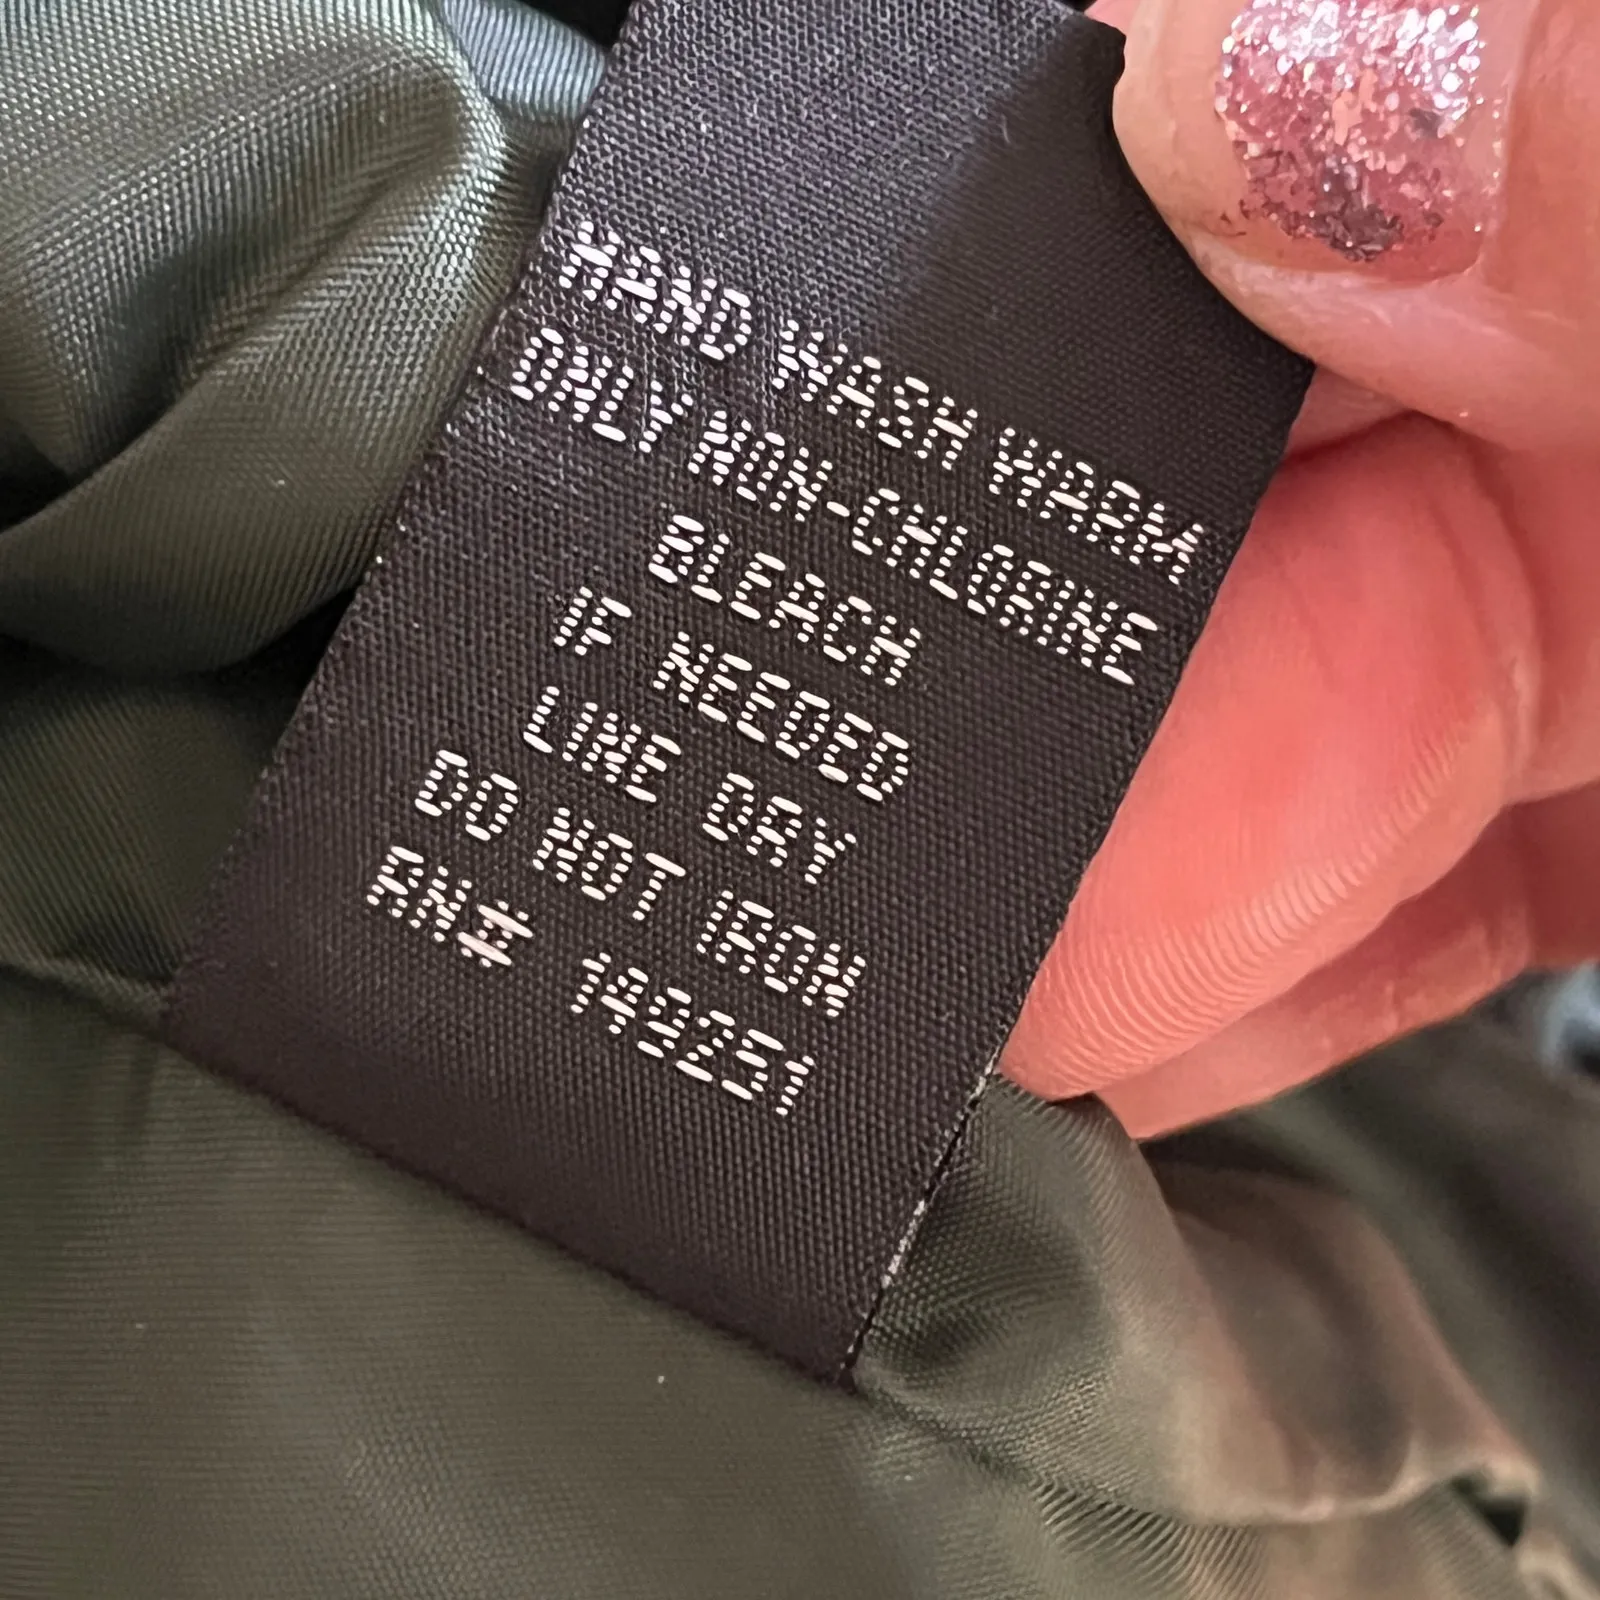 HAND WASH WARM
ONLY NON-CHLORINE
BLEACH
IF NEEDED
LINE DRY
DO NOT IRON
RN# 149251